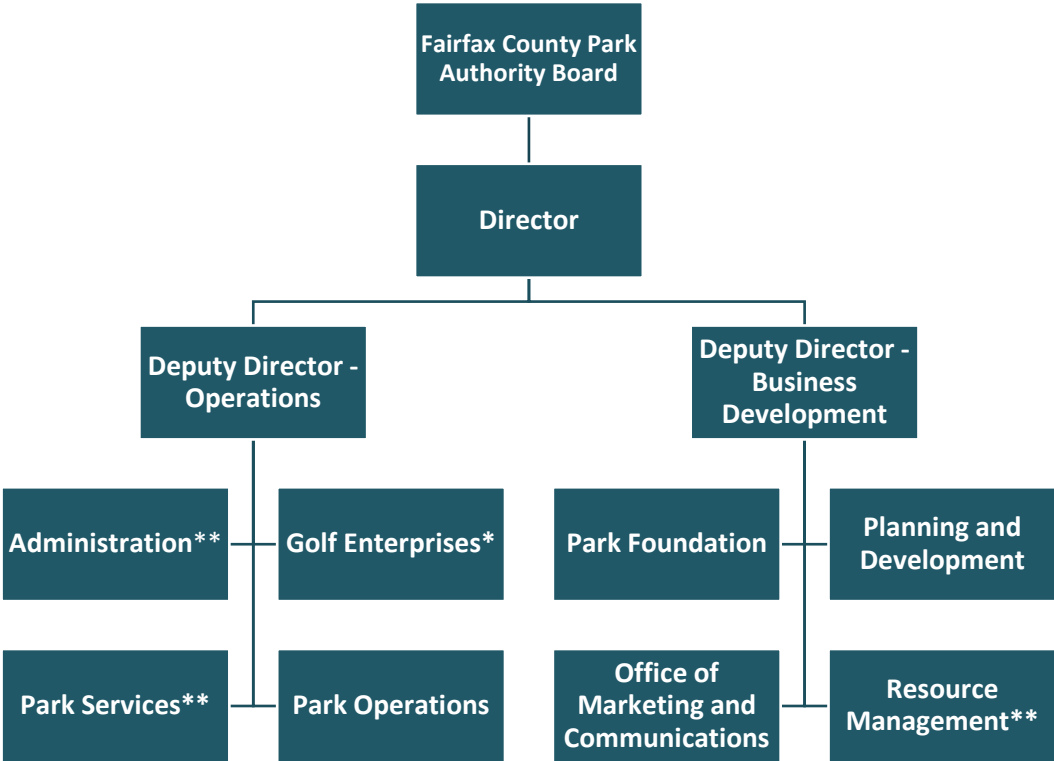 Fairfax County Park
Authority Board
Director
Deputy Director -
Operations
Deputy Director -
Business
Development
Administration**
Golf Enterprises*
Park Foundation
Planning and
Development
Park Services**
Park Operations
Office of
Marketing and
Communications
Resource
Management**